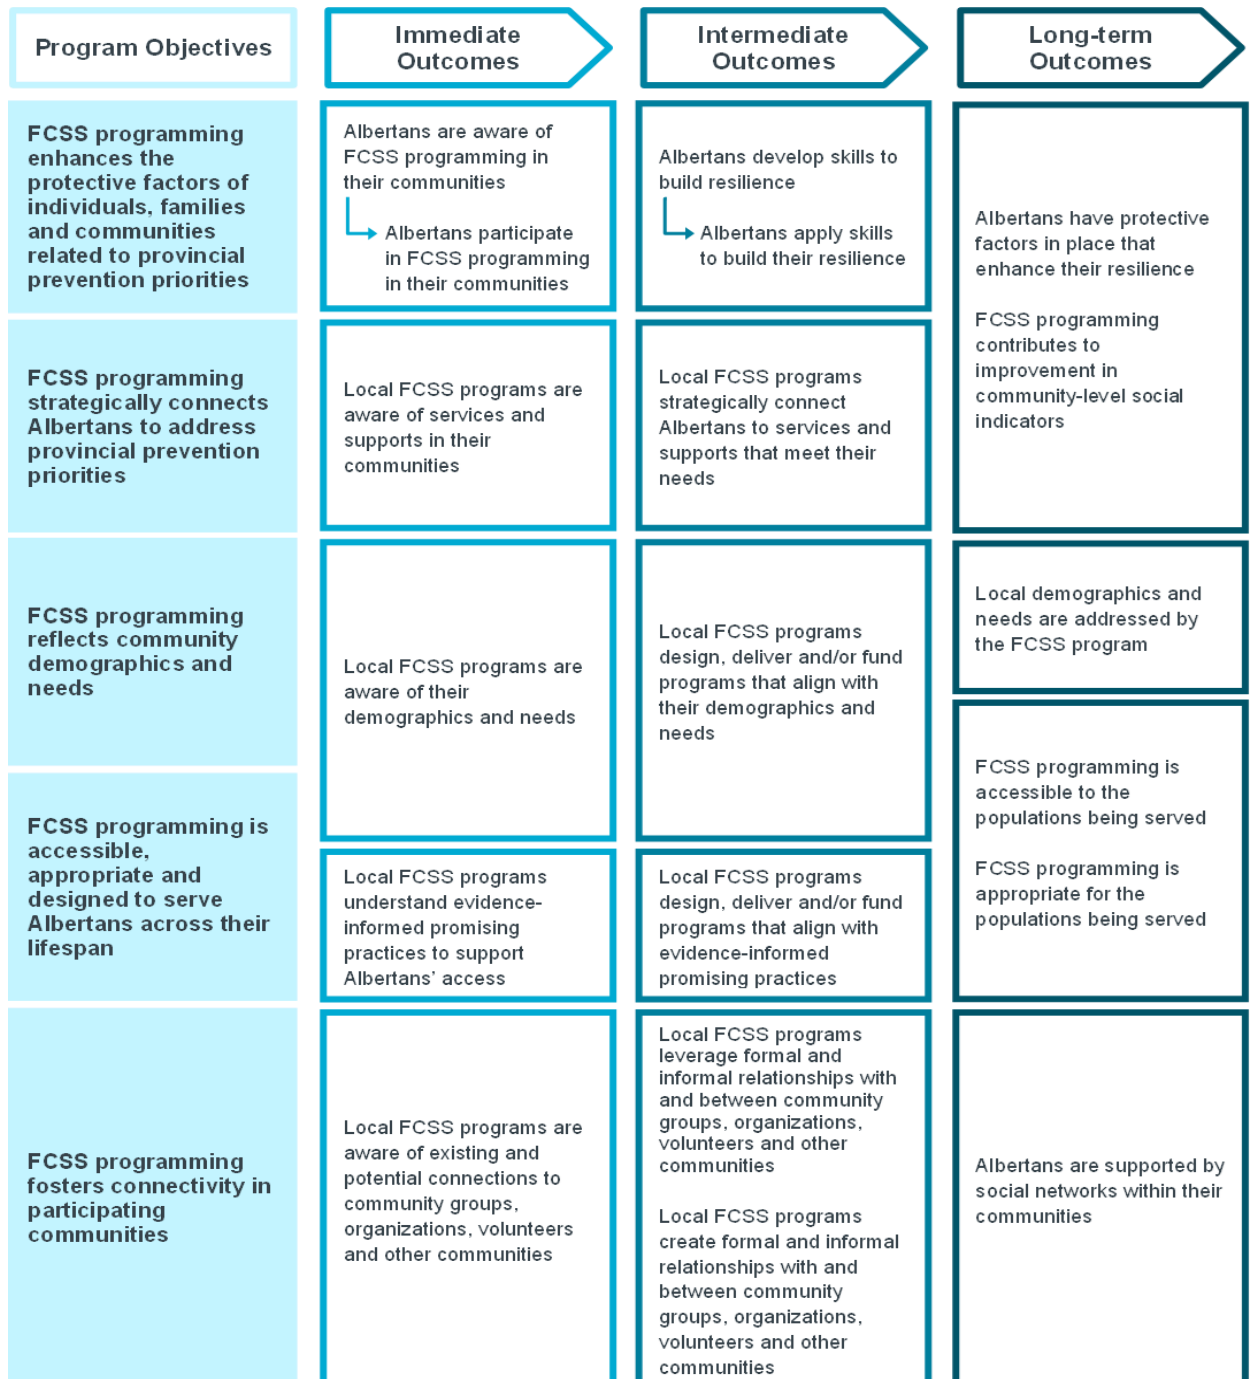 Program Objectives
Immediate
Outcomes
Intermediate
Outcomes
Long-term
Outcomes
FCSS programming
enhances the
protective factors of
individuals, families
and communities
related to provincial
prevention priorities
Albertans are aware of
FCSS programming in
their communities
Albertans participate
in FCSS programming
in their communities
Albertans develop skills to
build resilience
Albertans apply skills
to build their resilience
Albertans have protective
factors in place that
enhance their resilience
FCSS programming
contributes to
improvement in
community-level social
indicators
FCSS programming
strategically connects
Albertans to address
provincial prevention
priorities
Local FCSS programs are
aware of services and
supports in their
communities
Local FCSS programs
strategically connect
Albertans to services and
supports that meet their
needs
FCSS programming
reflects community
demographics and
needs
Local FCSS programs are
aware of their
demographics and needs
Local FCSS programs
design, deliver and/or fund
programs that align with
their demographics and
needs
Local demographics and
needs are addressed by
the FCSS program
FCSS programming is
accessible,
appropriate and
designed to serve
Albertans across their
lifespan
Local FCSS programs
understand evidence-
informed promising
practices to support
Albertans’ access
Local FCSS programs
design, deliver and/or fund
programs that align with
evidence-informed
promising practices
FCSS programming is
accessible to the
populations being served
FCSS programming is
appropriate for the
populations being served
FCSS programming
fosters connectivity in
participating
communities
Local FCSS programs are
aware of existing and
potential connections to
community groups,
organizations, volunteers
and other communities
Local FCSS programs
leverage formal and
informal relationships with
and between community
groups, organizations,
volunteers and other
communities
Local FCSS programs
create formal and informal
relationships with and
between community
groups, organizations,
volunteers and other
communities
Albertans are supported by
social networks within their
communities